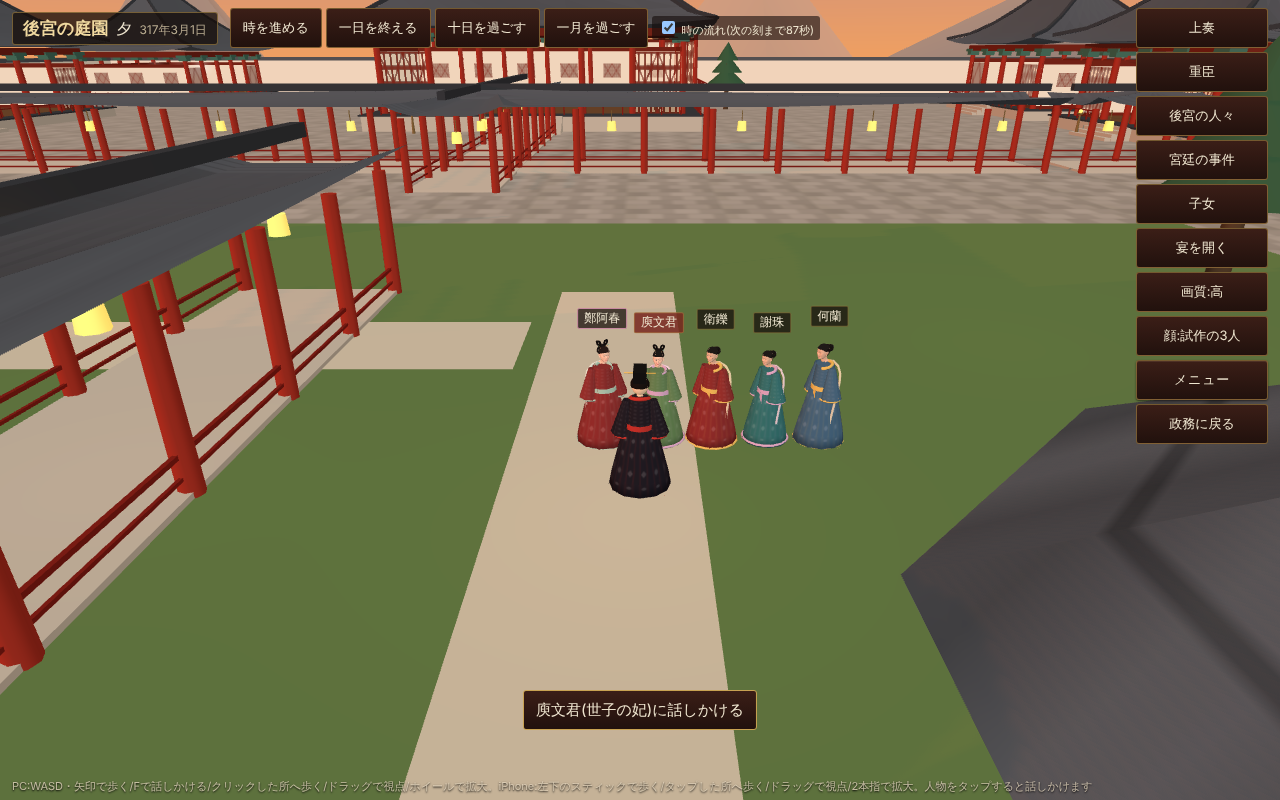 後宮の庭園 夕 317年3月1日
時を進める
一日を終える
十日を過ごす
一月を過ごす
時の流れ(次の刻まで87秒)
上奏
重臣
後宮の人々
宮廷の事件
子女
宴を開く
画質:高
顔:試作の3人
メニュー
政務に戻る
鄭阿春
庾文君
衛鑠
謝珠
何蘭
庾文君(世子の妃)に話しかける
PC:WASD・矢印で歩く/Fで話しかける/クリックした所へ歩く/ドラッグで視点/ホイールで拡大。iPhone:左下のスティックで歩く/タップした所へ歩く/ドラッグで視点/2本指で拡大。人物をタップすると話しかけます